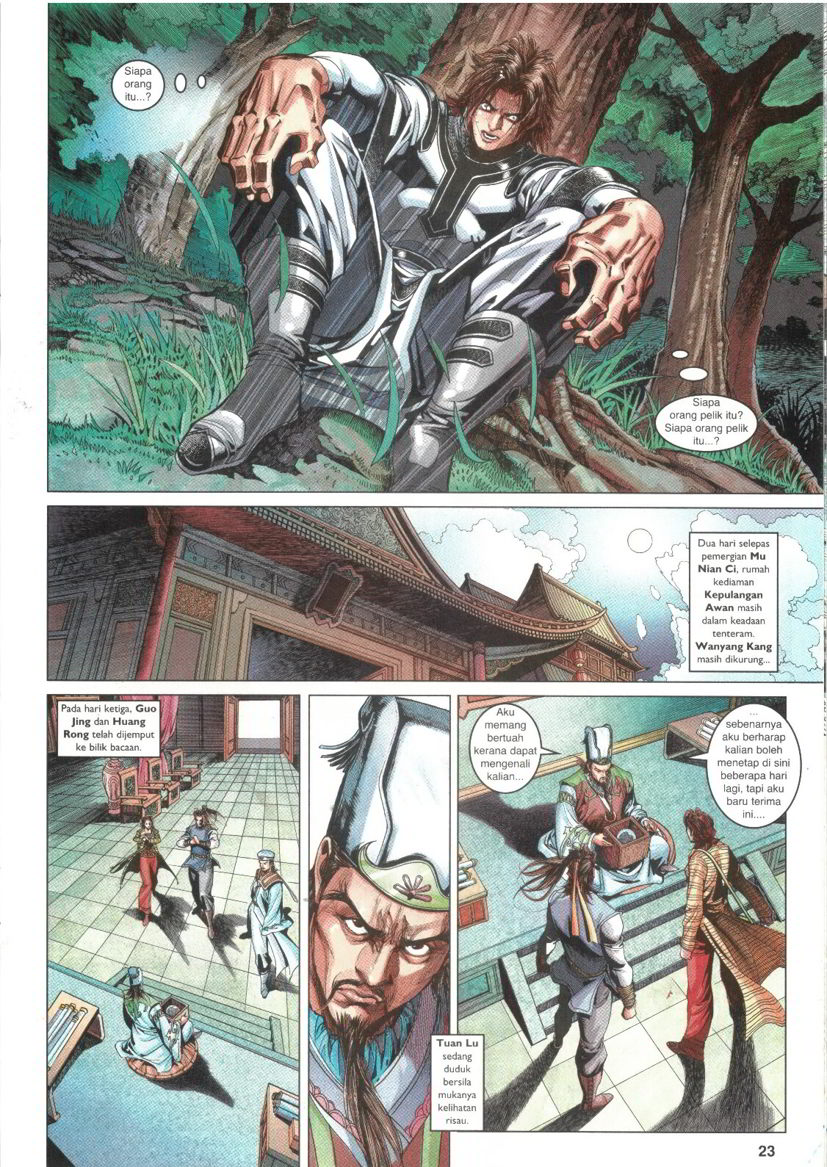 Siapa
orang
itu...?
Siapa
orang pelik itu?
Siapa orang pelik
itu...?
Dua hari selepas
pemergian Mu
Nian Ci, rumah
kediaman
Kepulangan
Awan masih
dalam keadaan
tenteram.
Wanyang Kang
masih dikurung...
Pada hari ketiga, Guo
Jing dan Huang
Rong telah dijemput
ke bilik bacaan.
Tuan Lu
sedang
duduk
bersila
mukanya
kelihatan
risau.
Aku
memang
bertuah
kerana dapat
mengenali
kalian...
...
sebenarnya
aku berharap
kalian boleh
menetap di sini
beberapa hari
lagi, tapi aku
baru terima
ini....
23